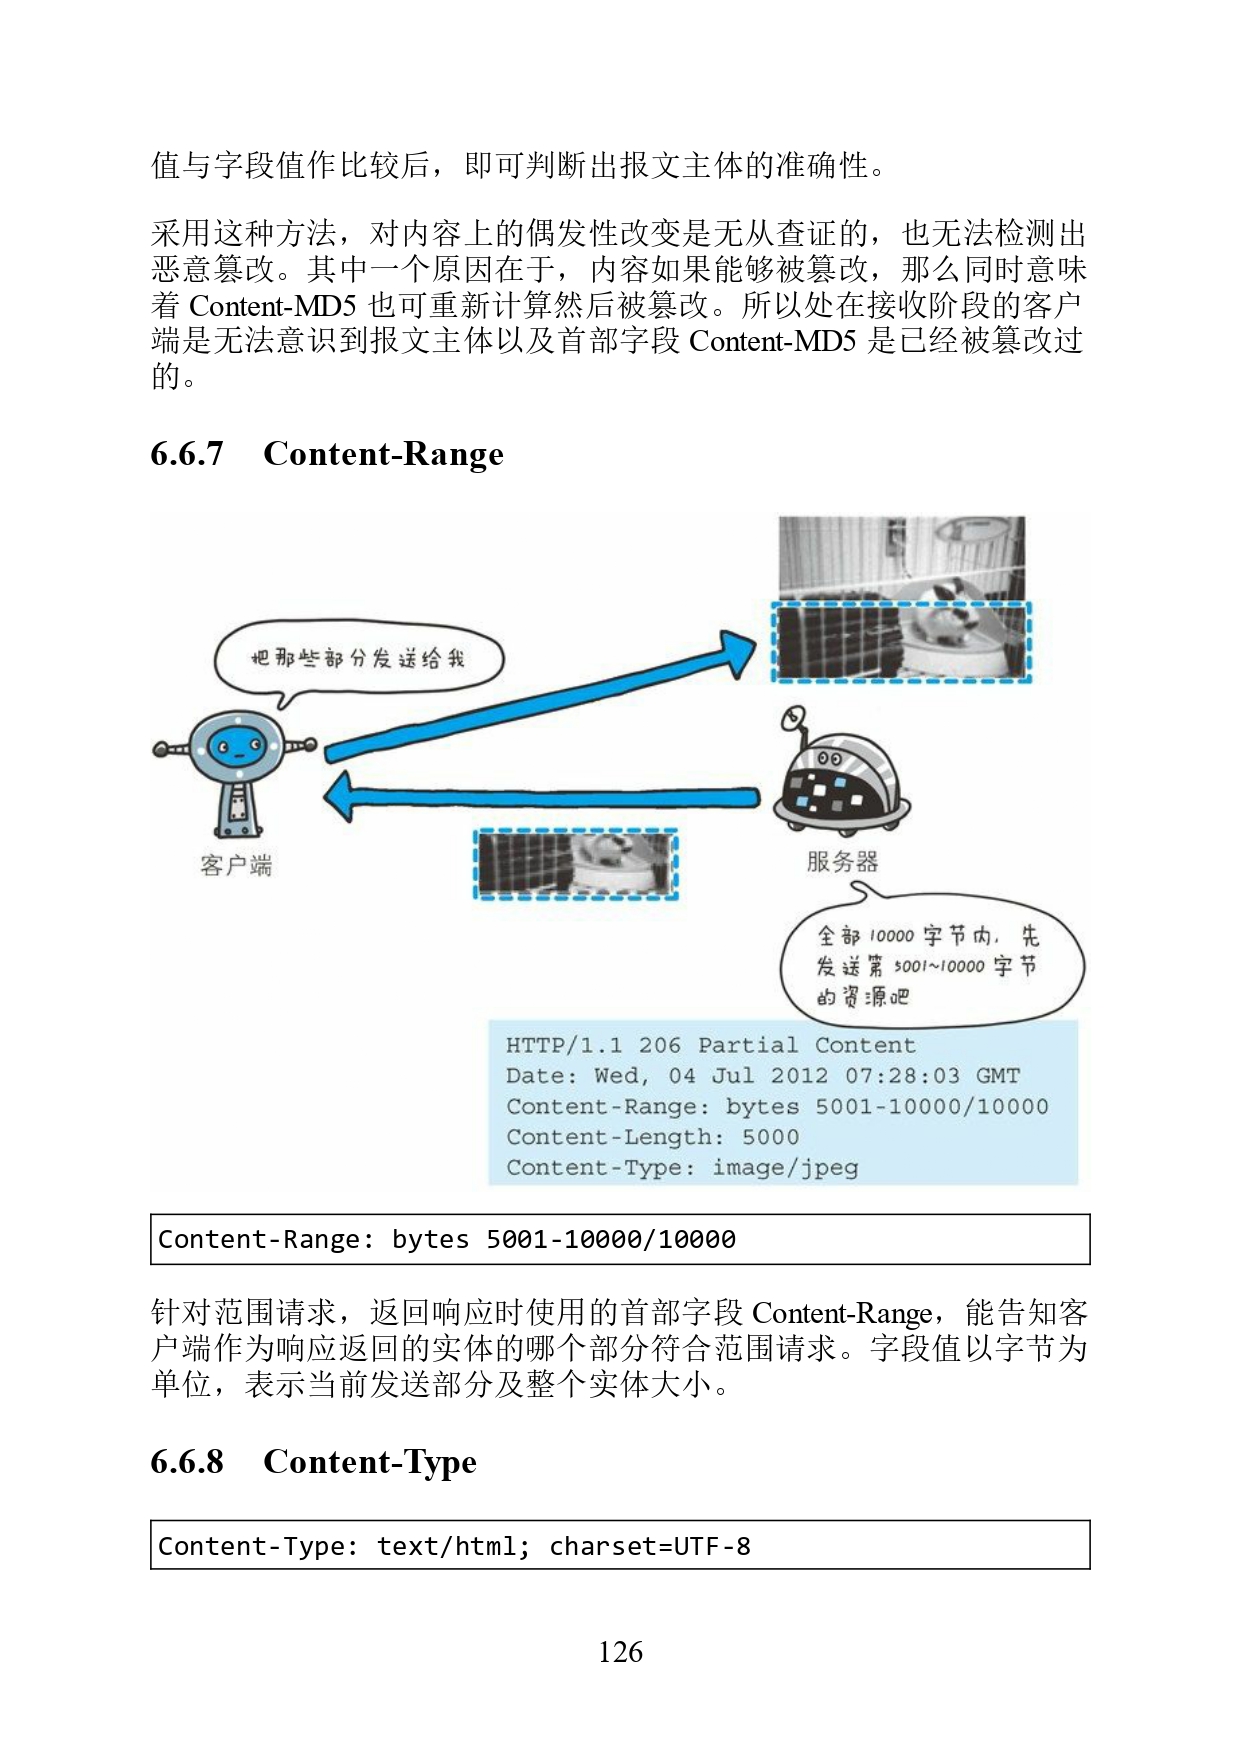 值与字段值作比较后，即可判断出报文主体的准确性。
采用这种方法，对内容上的偶发性改变是无从查证的，也无法检测出
恶意篡改。其中一个原因在于，内容如果能够被篡改，那么同时意味
着 Content-MD5 也可重新计算然后被篡改。所以处在接收阶段的客户
端是无法意识到报文主体以及首部字段 Content-MD5 是已经被篡改过
的。
6.6.7 Content-Range
把那些部分发送给我
客户端
服务器
全部 10000 字节内，先
发送第 5001~10000 字节
的资源吧
HTTP/1.1 206 Partial Content
Date: Wed, 04 Jul 2012 07:28:03 GMT
Content-Range: bytes 5001-10000/10000
Content-Length: 5000
Content-Type: image/jpeg
Content-Range: bytes 5001-10000/10000
针对范围请求，返回响应时使用的首部字段 Content-Range，能告知客
户端作为响应返回的实体的哪个部分符合范围请求。字段值以字节为
单位，表示当前发送部分及整个实体大小。
6.6.8 Content-Type
Content-Type: text/html; charset=UTF-8
126